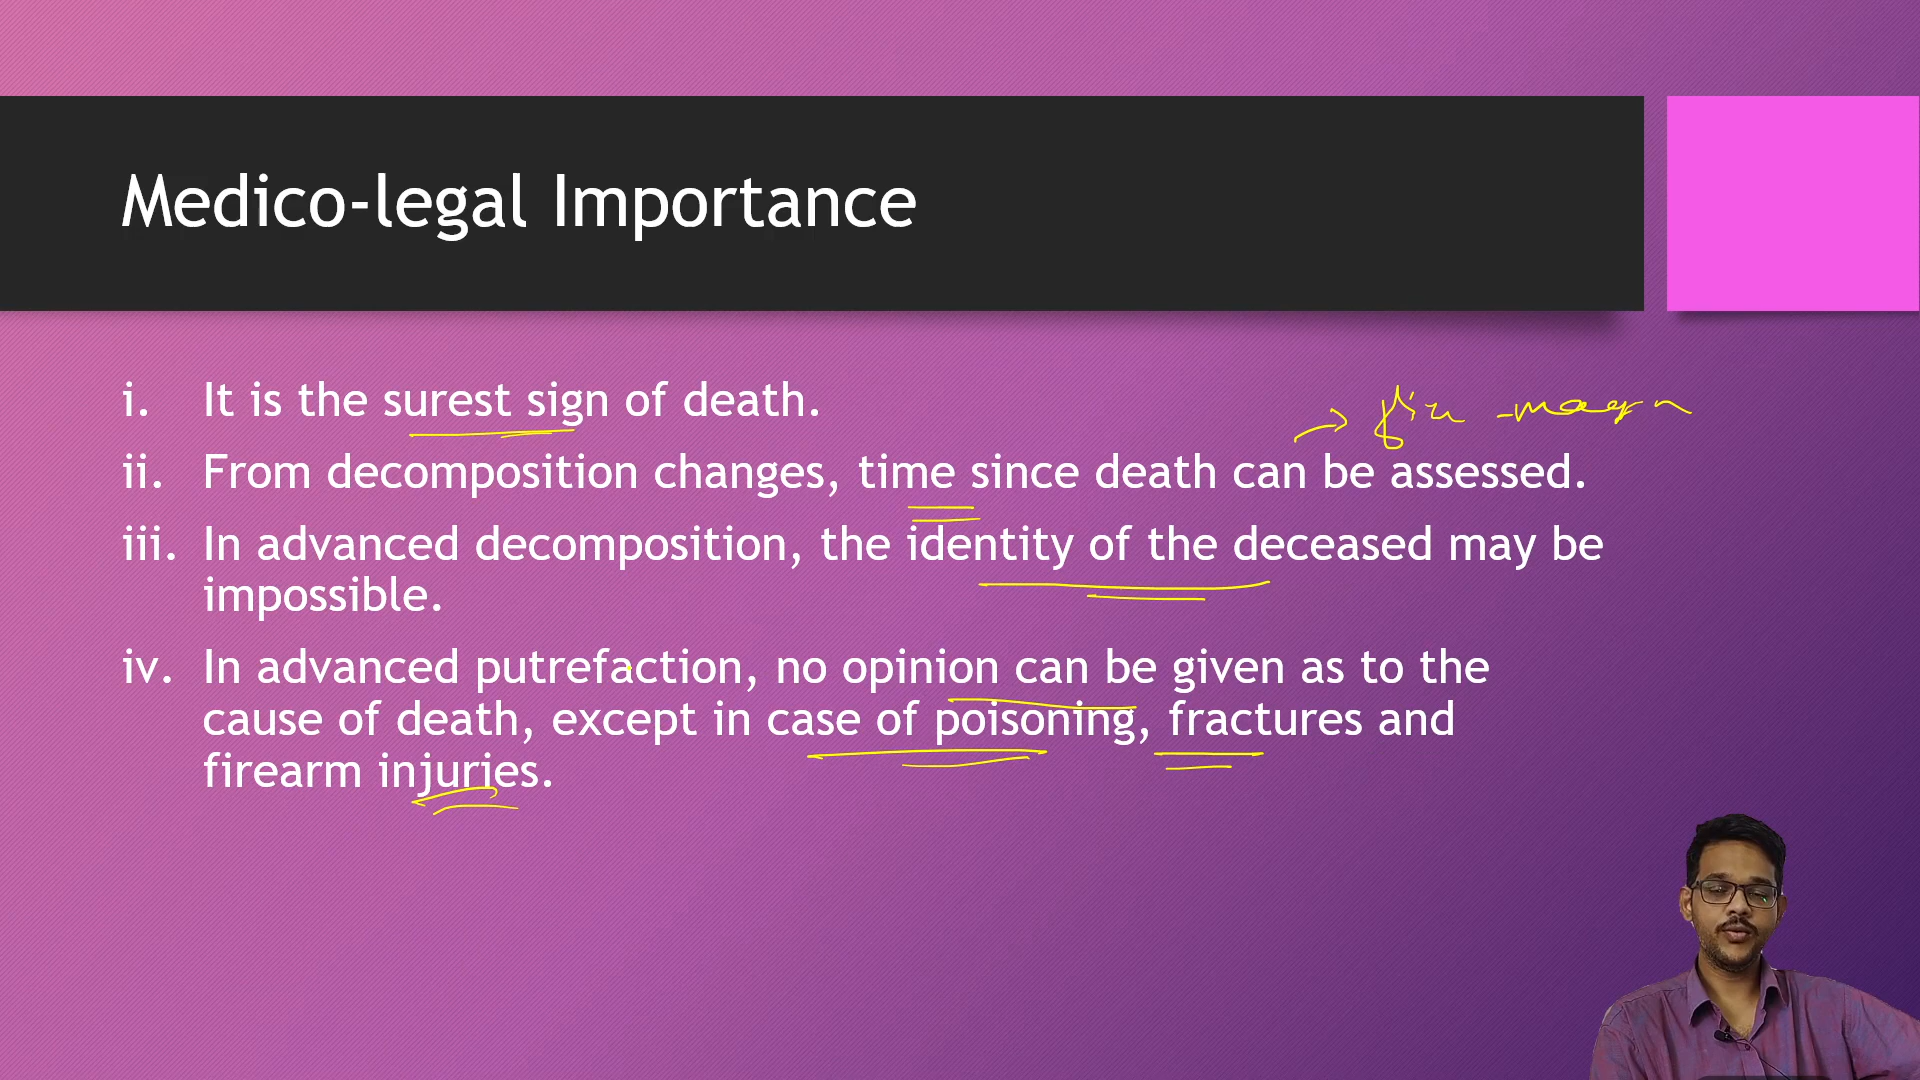 Medico-legal Importance
i. It is the surest sign of death.
ii. From decomposition changes, time since death can be assessed.
iii. In advanced decomposition, the identity of the deceased may be
impossible.
iv. In advanced putrefaction, no opinion can be given as to the
cause of death, except in case of poisoning, fractures and
firearm injuries.